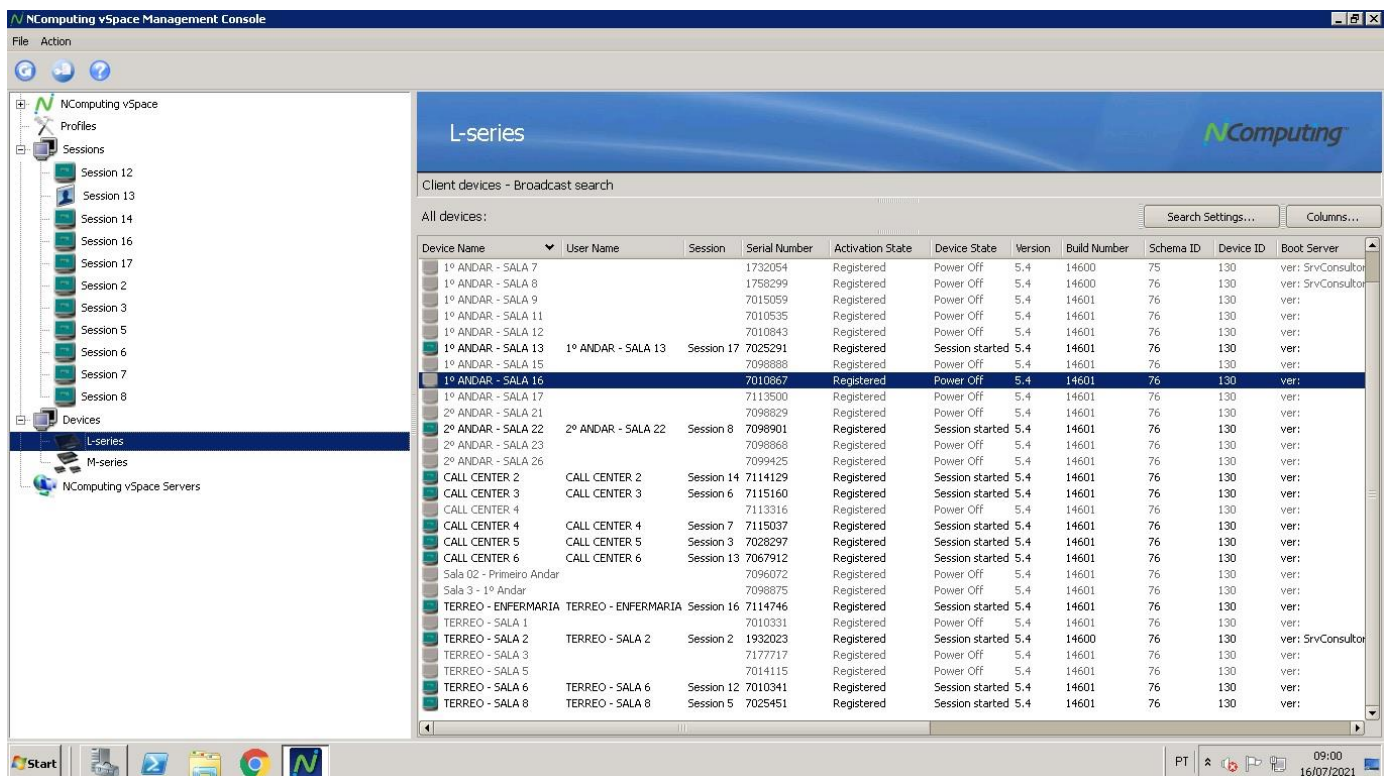 NComputing vSpace Management Console
File Action
NComputing vSpace
Profiles
Sessions
Session 12
Session 13
Session 14
Session 16
Session 17
Session 2
Session 3
Session 5
Session 6
Session 7
Session 8
Devices
L-series
M-series
NComputing vSpace Servers
L-series
NComputing
Client devices - Broadcast search
All devices:
Search Settings... Columns...
Device Name User Name Session Serial Number Activation State Device State Version Build Number Schema ID Device ID Boot Server
1º ANDAR - SALA 7 1732054 Registered Power Off 5.4 14600 75 130 ver: SrvConsultor
1º ANDAR - SALA 8 1758299 Registered Power Off 5.4 14600 76 130 ver: SrvConsultor
1º ANDAR - SALA 9 7015059 Registered Power Off 5.4 14601 76 130 ver:
1º ANDAR - SALA 11 7010535 Registered Power Off 5.4 14601 76 130 ver:
1º ANDAR - SALA 12 7010843 Registered Power Off 5.4 14601 76 130 ver:
1º ANDAR - SALA 13 1º ANDAR - SALA 13 Session 17 7025291 Registered Session started 5.4 14601 76 130 ver:
1º ANDAR - SALA 15 7098888 Registered Power Off 5.4 14601 76 130 ver:
1º ANDAR - SALA 16 7010867 Registered Power Off 5.4 14601 76 130 ver:
1º ANDAR - SALA 17 7113500 Registered Power Off 5.4 14601 76 130 ver:
2º ANDAR - SALA 21 7098829 Registered Power Off 5.4 14601 76 130 ver:
2º ANDAR - SALA 22 2º ANDAR - SALA 22 Session 8 7098901 Registered Session started 5.4 14601 76 130 ver:
2º ANDAR - SALA 23 7098868 Registered Power Off 5.4 14601 76 130 ver:
2º ANDAR - SALA 26 7099425 Registered Power Off 5.4 14601 76 130 ver:
CALL CENTER 2 CALL CENTER 2 Session 14 7114129 Registered Session started 5.4 14601 76 130 ver:
CALL CENTER 3 CALL CENTER 3 Session 6 7115160 Registered Session started 5.4 14601 76 130 ver:
CALL CENTER 4 7113316 Registered Power Off 5.4 14601 76 130 ver:
CALL CENTER 4 CALL CENTER 4 Session 7 7115037 Registered Session started 5.4 14601 76 130 ver:
CALL CENTER 5 CALL CENTER 5 Session 3 7028297 Registered Session started 5.4 14601 76 130 ver:
CALL CENTER 6 CALL CENTER 6 Session 13 7067912 Registered Session started 5.4 14601 76 130 ver:
Sala 02 - Primeiro Andar 7096072 Registered Power Off 5.4 14601 76 130 ver:
Sala 3 - 1º Andar 7098875 Registered Power Off 5.4 14601 76 130 ver:
TERREO - ENFERMARIA TERREO - ENFERMARIA Session 16 7114746 Registered Session started 5.4 14601 76 130 ver:
TERREO - SALA 1 7010331 Registered Power Off 5.4 14601 76 130 ver:
TERREO - SALA 2 TERREO - SALA 2 Session 2 1932023 Registered Session started 5.4 14600 76 130 ver: SrvConsultor
TERREO - SALA 3 7177717 Registered Power Off 5.4 14601 76 130 ver:
TERREO - SALA 5 7014115 Registered Power Off 5.4 14601 76 130 ver:
TERREO - SALA 6 TERREO - SALA 6 Session 12 7010341 Registered Session started 5.4 14601 76 130 ver:
TERREO - SALA 8 TERREO - SALA 8 Session 5 7025451 Registered Session started 5.4 14601 76 130 ver:
Start PT 09:00
16/07/2021